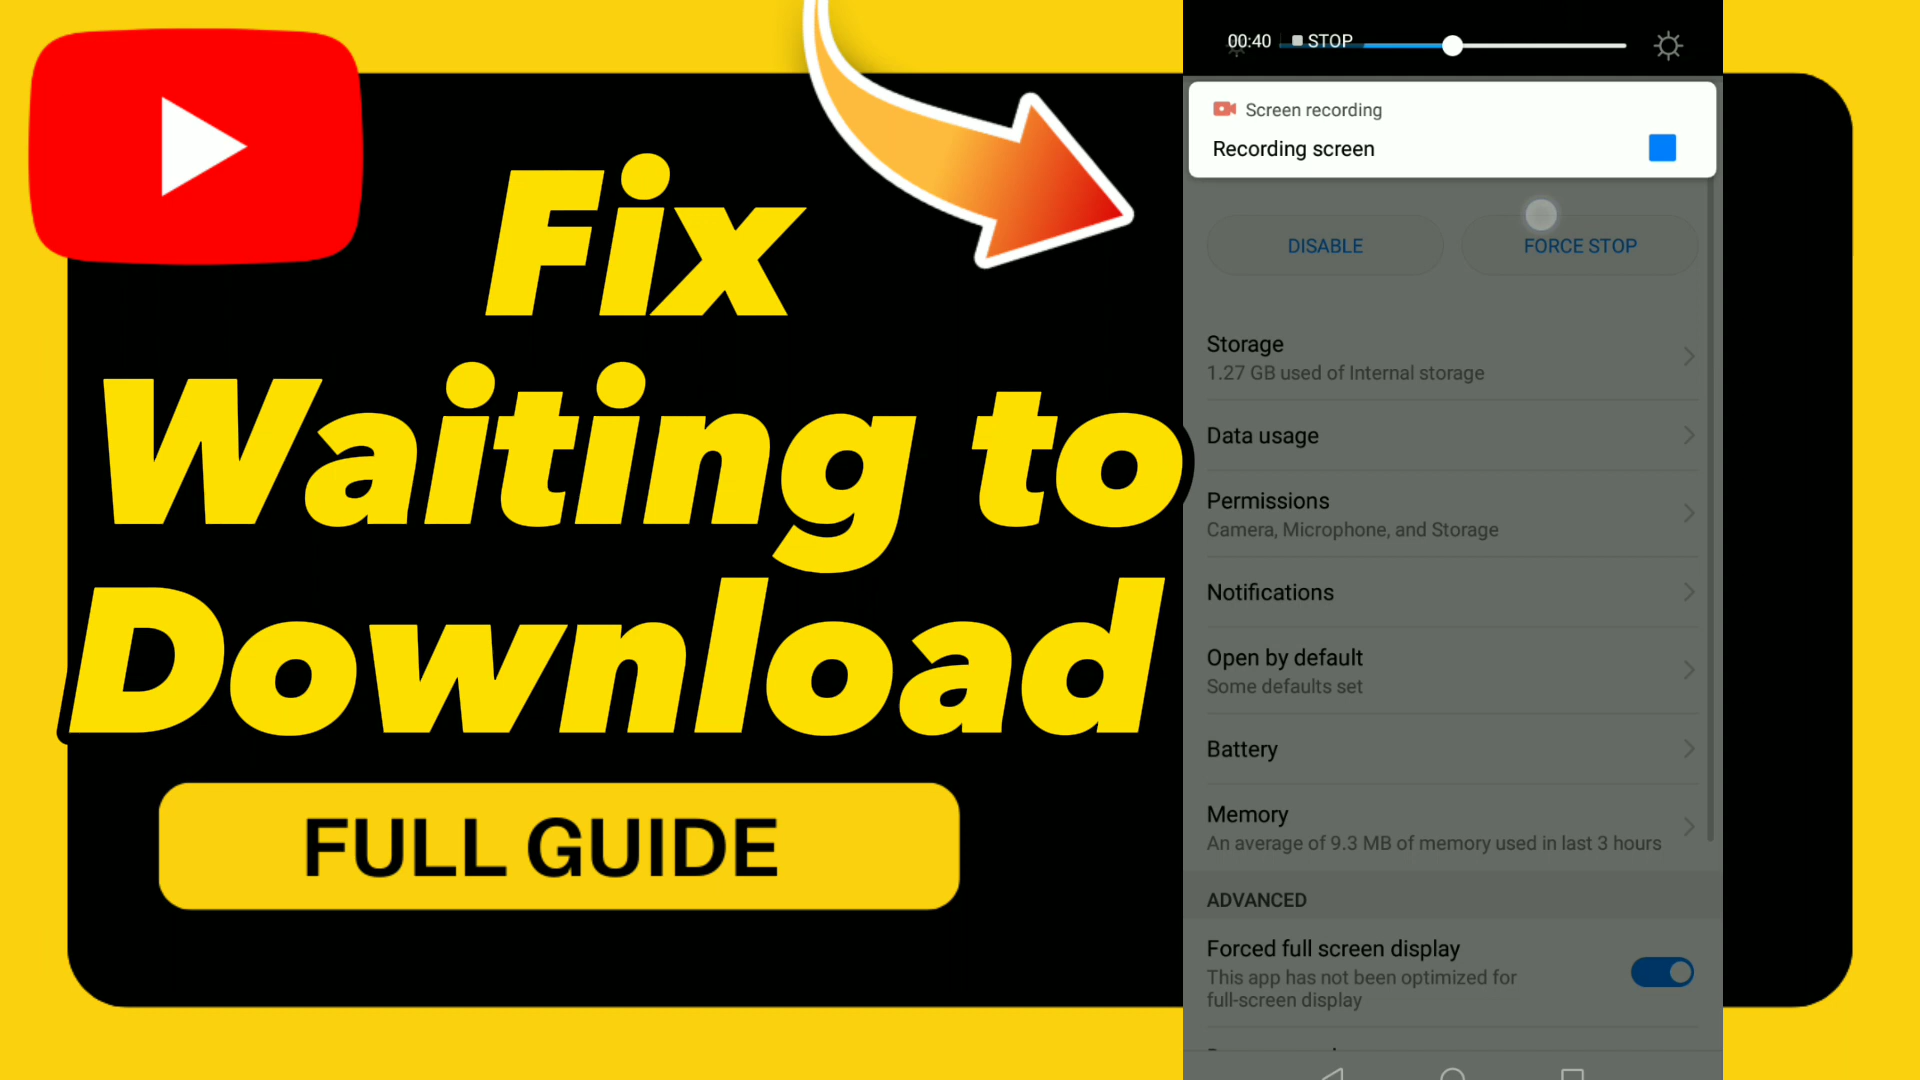 Fix
Waiting to
Download
FULL GUIDE
00:40 STOP
Screen recording
Recording screen
DISABLE
FORCE STOP
Storage
1.27 GB used of Internal storage
Data usage
Permissions
Camera, Microphone, and Storage
Notifications
Open by default
Some defaults set
Battery
Memory
An average of 9.3 MB of memory used in last 3 hours
ADVANCED
Forced full screen display
This app has not been optimized for
full-screen display